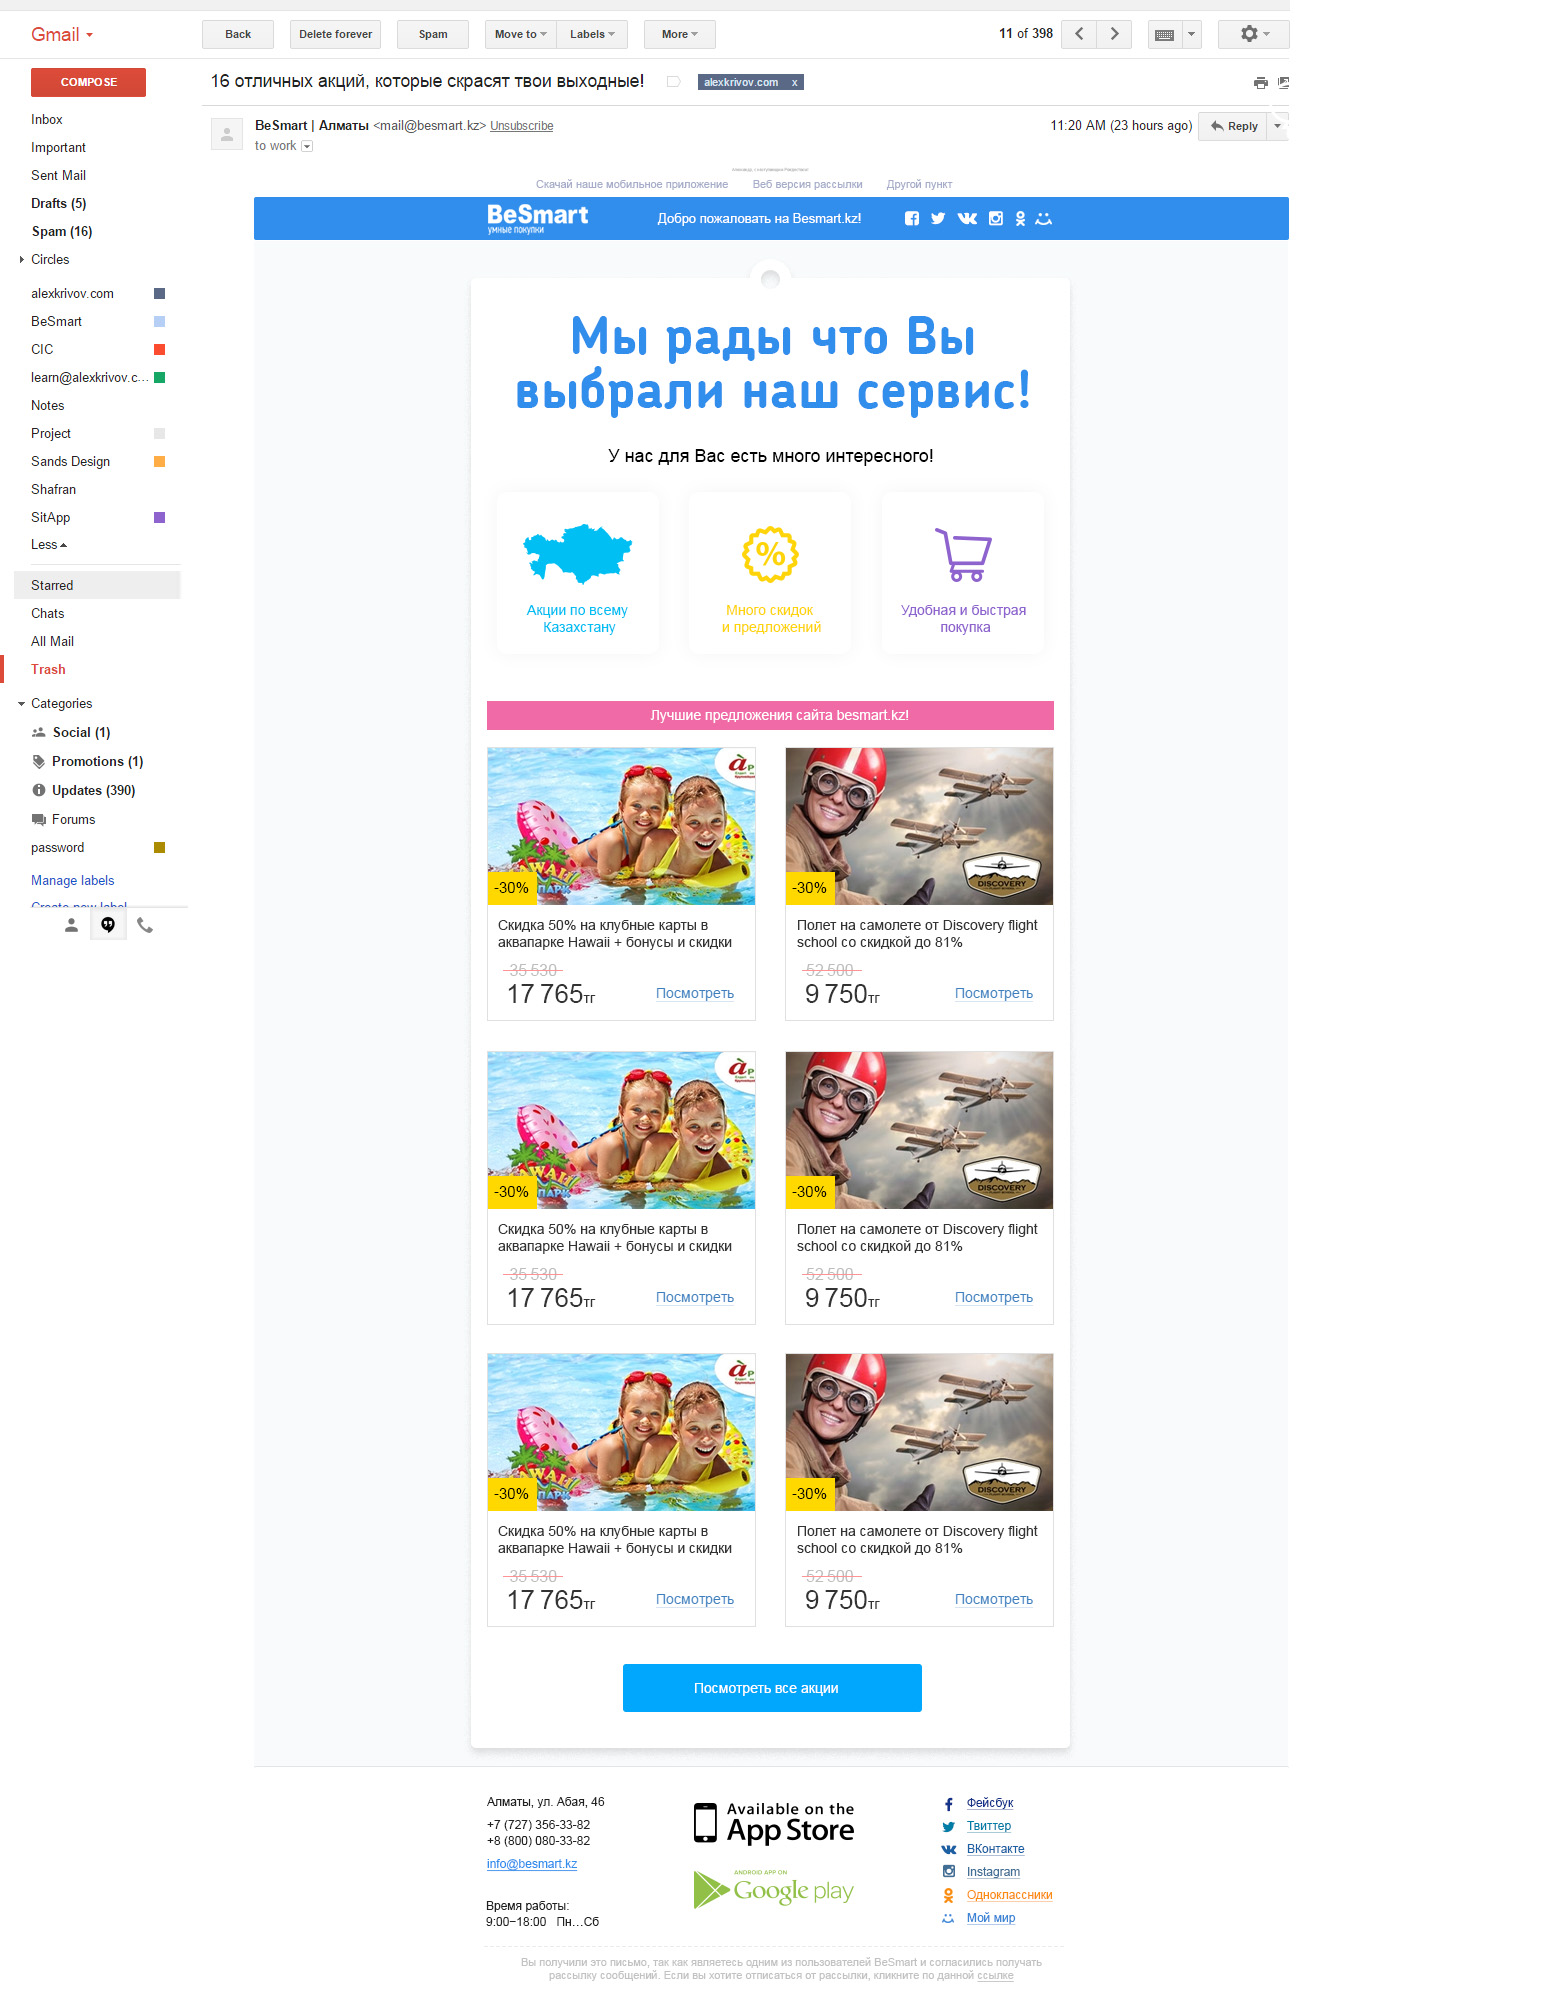 Gmail
Back
Delete forever
Spam
Move to
Labels
More
11 of 398
COMPOSE
16 отличных акций, которые скрасят твои выходные!
alexkrivov.com x
Inbox
Important
Sent Mail
Drafts (5)
Spam (16)
Circles
alexkrivov.com
BeSmart
CIC
learn@alexkrivov.c...
Notes
Project
Sands Design
Shafran
SitApp
Less
Starred
Chats
All Mail
Trash
Categories
Social (1)
Promotions (1)
Updates (390)
Forums
password
Manage labels
Create new label
BeSmart | Алматы <mail@besmart.kz> Unsubscribe
11:20 AM (23 hours ago)
Reply
to work
Скачай наше мобильное приложение
Веб версия рассылки
Другой пункт
BeSmart
умные покупки
Добро пожаловать на Besmart.kz!
Мы рады что Вы
выбрали наш сервис!
У нас для Вас есть много интересного!
Акции по всему
Казахстану
%
Много скидок
и предложений
Удобная и быстрая
покупка
Лучшие предложения сайта besmart.kz!
-30%
Скидка 50% на клубные карты в
аквапарке Hawaii + бонусы и скидки
35 530
17 765тг
Посмотреть
DISCOVERY
-30%
Полет на самолете от Discovery flight
school со скидкой до 81%
52 500
9 750тг
Посмотреть
-30%
Скидка 50% на клубные карты в
аквапарке Hawaii + бонусы и скидки
35 530
17 765тг
Посмотреть
DISCOVERY
-30%
Полет на самолете от Discovery flight
school со скидкой до 81%
52 500
9 750тг
Посмотреть
-30%
Скидка 50% на клубные карты в
аквапарке Hawaii + бонусы и скидки
35 530
17 765тг
Посмотреть
DISCOVERY
-30%
Полет на самолете от Discovery flight
school со скидкой до 81%
52 500
9 750тг
Посмотреть
Посмотреть все акции
Алматы, ул. Абая, 46
+7 (727) 356-33-82
+8 (800) 080-33-82
info@besmart.kz
Время работы:
9:00–18:00 Пн...Сб
Available on the
App Store
ANDROID APP ON
Google play
Фейсбук
Твиттер
ВКонтакте
Instagram
Одноклассники
Мой мир
Вы получили это письмо, так как являетесь одним из пользователей BeSmart и согласились получать
рассылку сообщений. Если вы хотите отписаться от рассылки, кликните по данной ссылке